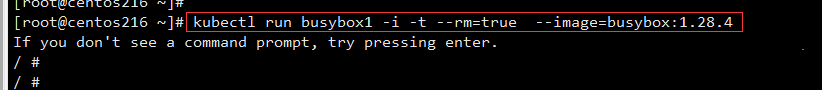 [root@centos216 ~]#
[root@centos216 ~]# kubectl run busybox1 -i -t --rm=true  --image=busybox:1.28.4
If you don't see a command prompt, try pressing enter.
/ #
/ #